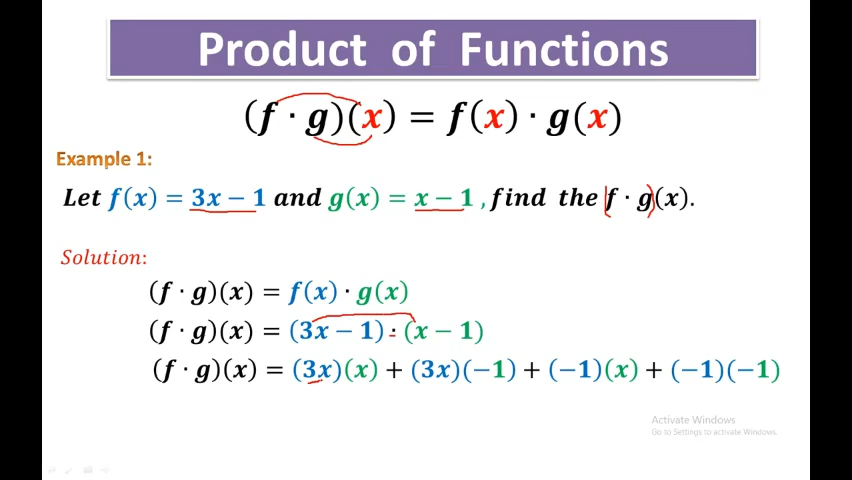 Product of Functions
(f · g)(x) = f(x) · g(x)
Example 1:
Let f(x) = 3x − 1 and g(x) = x − 1 , find the (f · g)(x).
Solution:
(f · g)(x) = f(x) · g(x)
(f · g)(x) = (3x − 1) · (x − 1)
(f · g)(x) = (3x)(x) + (3x)(−1) + (−1)(x) + (−1)(−1)
Activate Windows
Go to Settings to activate Windows.